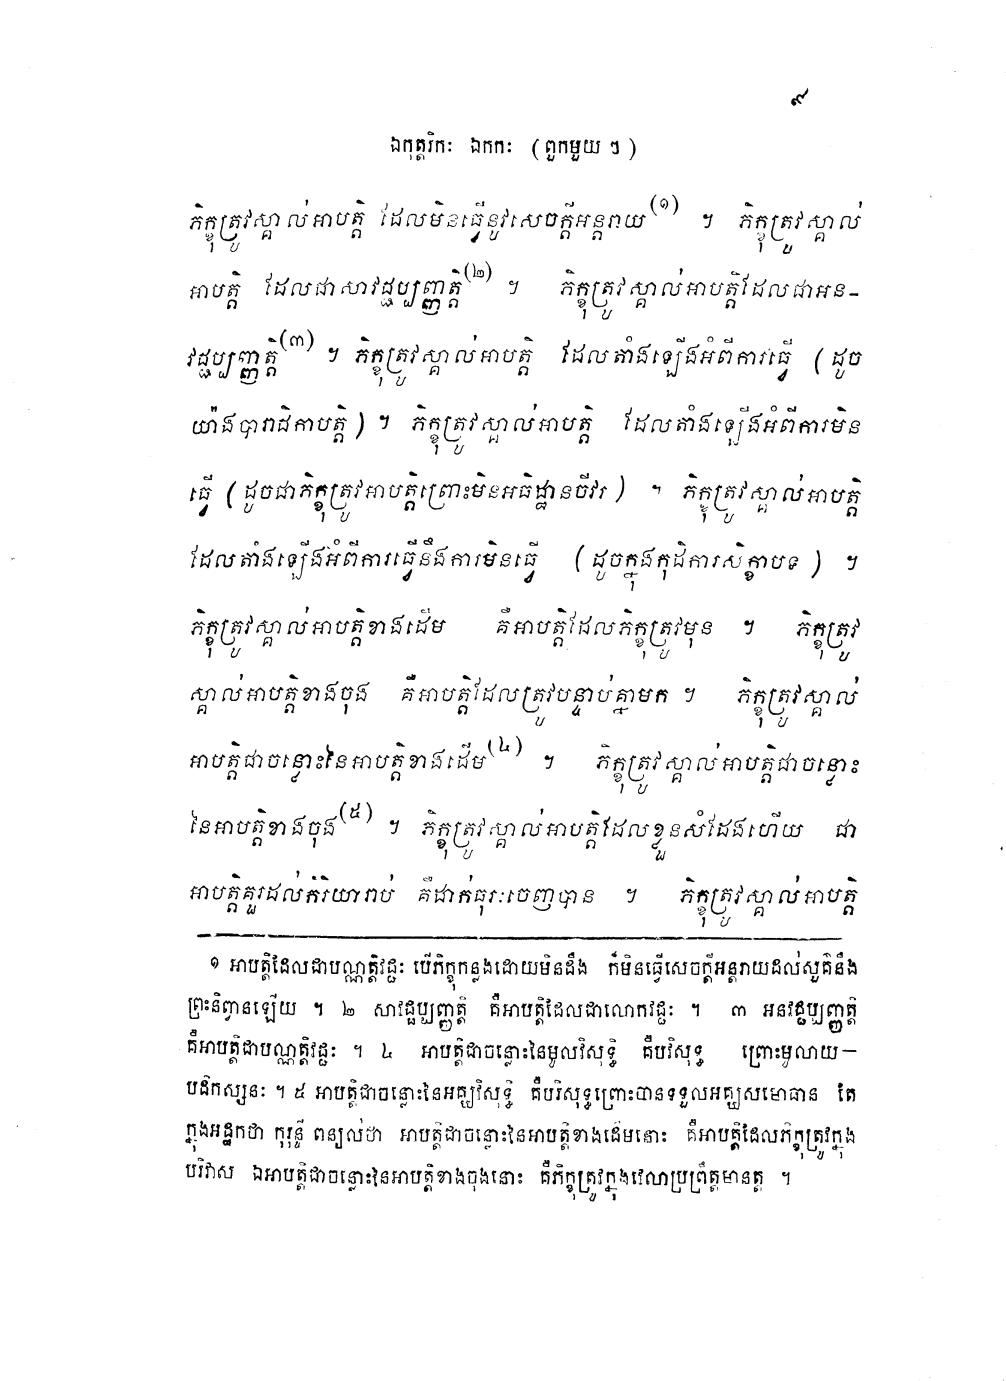 ៩
ឯកុត្តរិកៈ ឯកកៈ (ពួកមួយ ៗ)
ភិក្ខុត្រូវស្គាល់អាបត្តិ ដែលមិនធ្វើនូវសេចក្តីអន្តរាយ(១) ។ ភិក្ខុត្រូវស្គាល់
អាបត្តិ ដែលជាសាវជ្ជប្បញ្ញត្តិ(២) ។ ភិក្ខុត្រូវស្គាល់អាបត្តិដែលជាអន-
វជ្ជប្បញ្ញត្តិ(៣) ។ ភិក្ខុត្រូវស្គាល់អាបត្តិ ដែលតាំងឡើងអំពីការធ្វើ (ដូច
យ៉ាងបារាជិកាបត្តិ) ។ ភិក្ខុត្រូវស្គាល់អាបត្តិ ដែលតាំងឡើងអំពីការមិន
ធ្វើ (ដូចជាភិក្ខុត្រូវអាបត្តិព្រោះមិនអធិដ្ឋានចីវរ) ។ ភិក្ខុត្រូវស្គាល់អាបត្តិ
ដែលតាំងឡើងអំពីការធ្វើនឹងការមិនធ្វើ (ដូចក្នុងកុដិការសិក្ខាបទ) ។
ភិក្ខុត្រូវស្គាល់អាបត្តិខាងដើម គឺអាបត្តិដែលភិក្ខុត្រូវមុន ។ ភិក្ខុត្រូវ
ស្គាល់អាបត្តិខាងចុង គឺអាបត្តិដែលត្រូវបន្ទាប់គ្នាមក ។ ភិក្ខុត្រូវស្គាល់
អាបត្តិជាចន្លោះនៃអាបត្តិខាងដើម(៤) ។ ភិក្ខុត្រូវស្គាល់អាបត្តិជាចន្លោះ
នៃអាបត្តិខាងចុង(៥) ។ ភិក្ខុត្រូវស្គាល់អាបត្តិដែលខ្លួនសំដែងហើយ ជា
អាបត្តិគួរដល់កិរិយារាប់ គឺដាក់ធុរៈចេញបាន ។ ភិក្ខុត្រូវស្គាល់អាបត្តិ
១ អាបត្តិដែលជាបណ្ណត្តិវជ្ជៈ បើភិក្ខុកន្លងដោយមិនដឹង ក៏មិនធ្វើសេចក្តីអន្តរាយដល់សួគ៌នឹង
ព្រះនិព្វានឡើយ ។ ២ សាវជ្ជប្បញ្ញត្តិ គឺអាបត្តិដែលជាលោកវជ្ជៈ ។ ៣ អនវជ្ជប្បញ្ញត្តិ
គឺអាបត្តិជាបណ្ណត្តិវជ្ជៈ ។ ៤ អាបត្តិជាចន្លោះនៃមូលវិសុទ្ធិ គឺបរិសុទ្ធ ព្រោះមូលាយ-
បដិកស្សនៈ ។ ៥ អាបត្តិជាចន្លោះនៃអគ្ឃវិសុទ្ធិ គឺបរិសុទ្ធព្រោះបានទទួលអគ្ឃសមោធាន តែ
ក្នុងអដ្ឋកថា កុរុន្ទី ពន្យល់ថា អាបត្តិជាចន្លោះនៃអាបត្តិខាងដើមនោះ គឺអាបត្តិដែលភិក្ខុត្រូវក្នុង
បរិវាស ឯអាបត្តិជាចន្លោះនៃអាបត្តិខាងចុងនោះ គឺភិក្ខុត្រូវក្នុងវេលាប្រព្រឹត្តមានត្ត ។